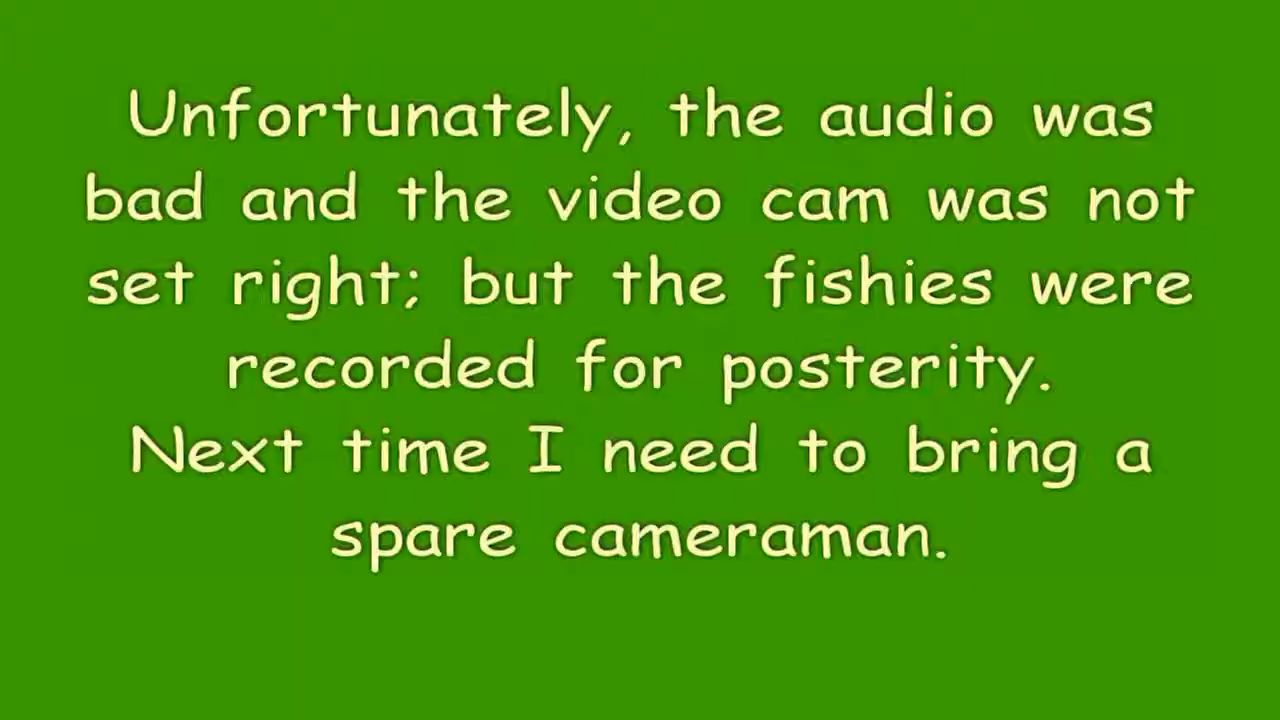 Unfortunately, the audio was
bad and the video cam was not
set right; but the fishies were
recorded for posterity.
Next time I need to bring a
spare cameraman.